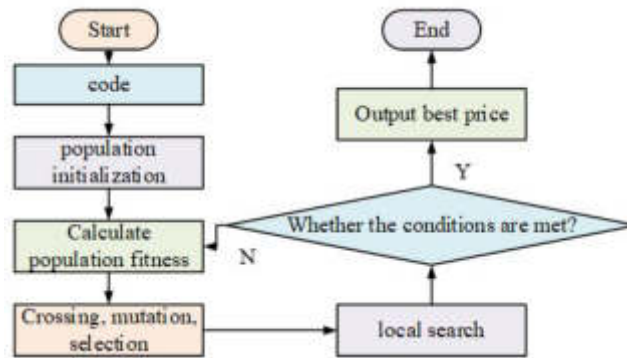 Start
code
population
initialization
Calculate
population fitness
Crossing, mutation,
selection
local search
Whether the conditions are met?
N
Y
Output best price
End